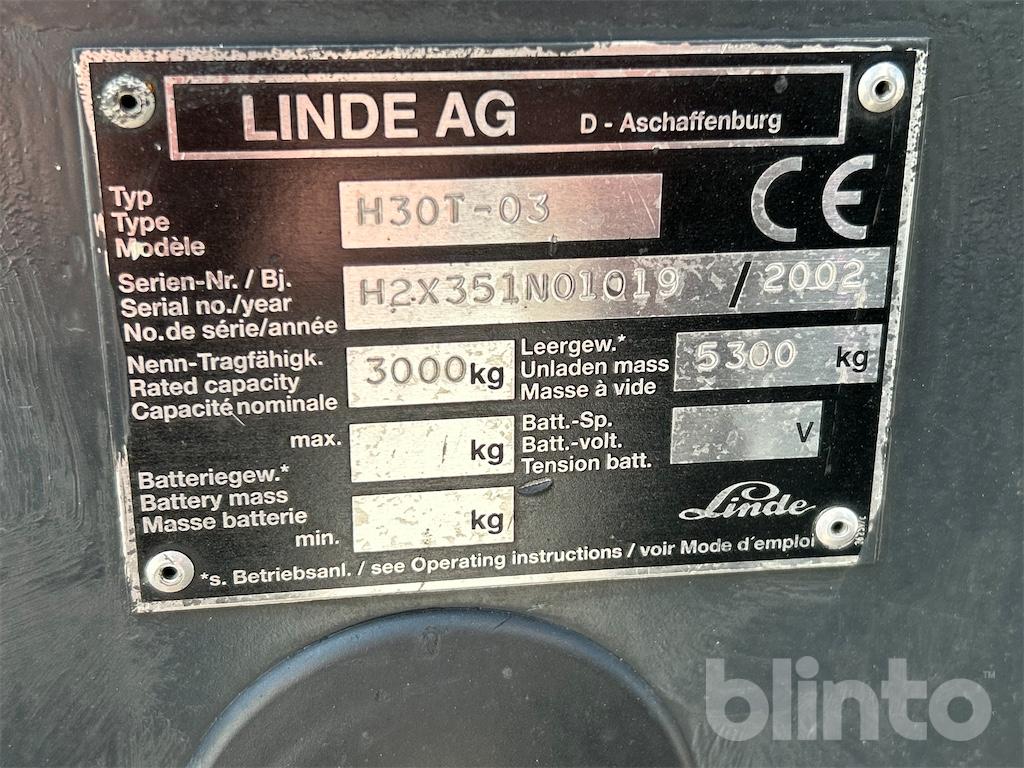 LINDE AG D - Aschaffenburg
CE
Typ
Type H30T-03
Modèle
Serien-Nr. / Bj.
Serial no./year H2X351N01019 / 2002
No.de série/année
Nenn-Tragfähigk. Leergew.*
Rated capacity 3000 kg Unladen mass 5300 kg
Capacité nominale Masse à vide
max. kg Batt.-Sp.
Batteriegew.* Batt.-volt. V
Battery mass Tension batt.
Masse batterie kg
min. Linde
*s. Betriebsanl. / see Operating instructions / voir Mode d´emploi
blinto™